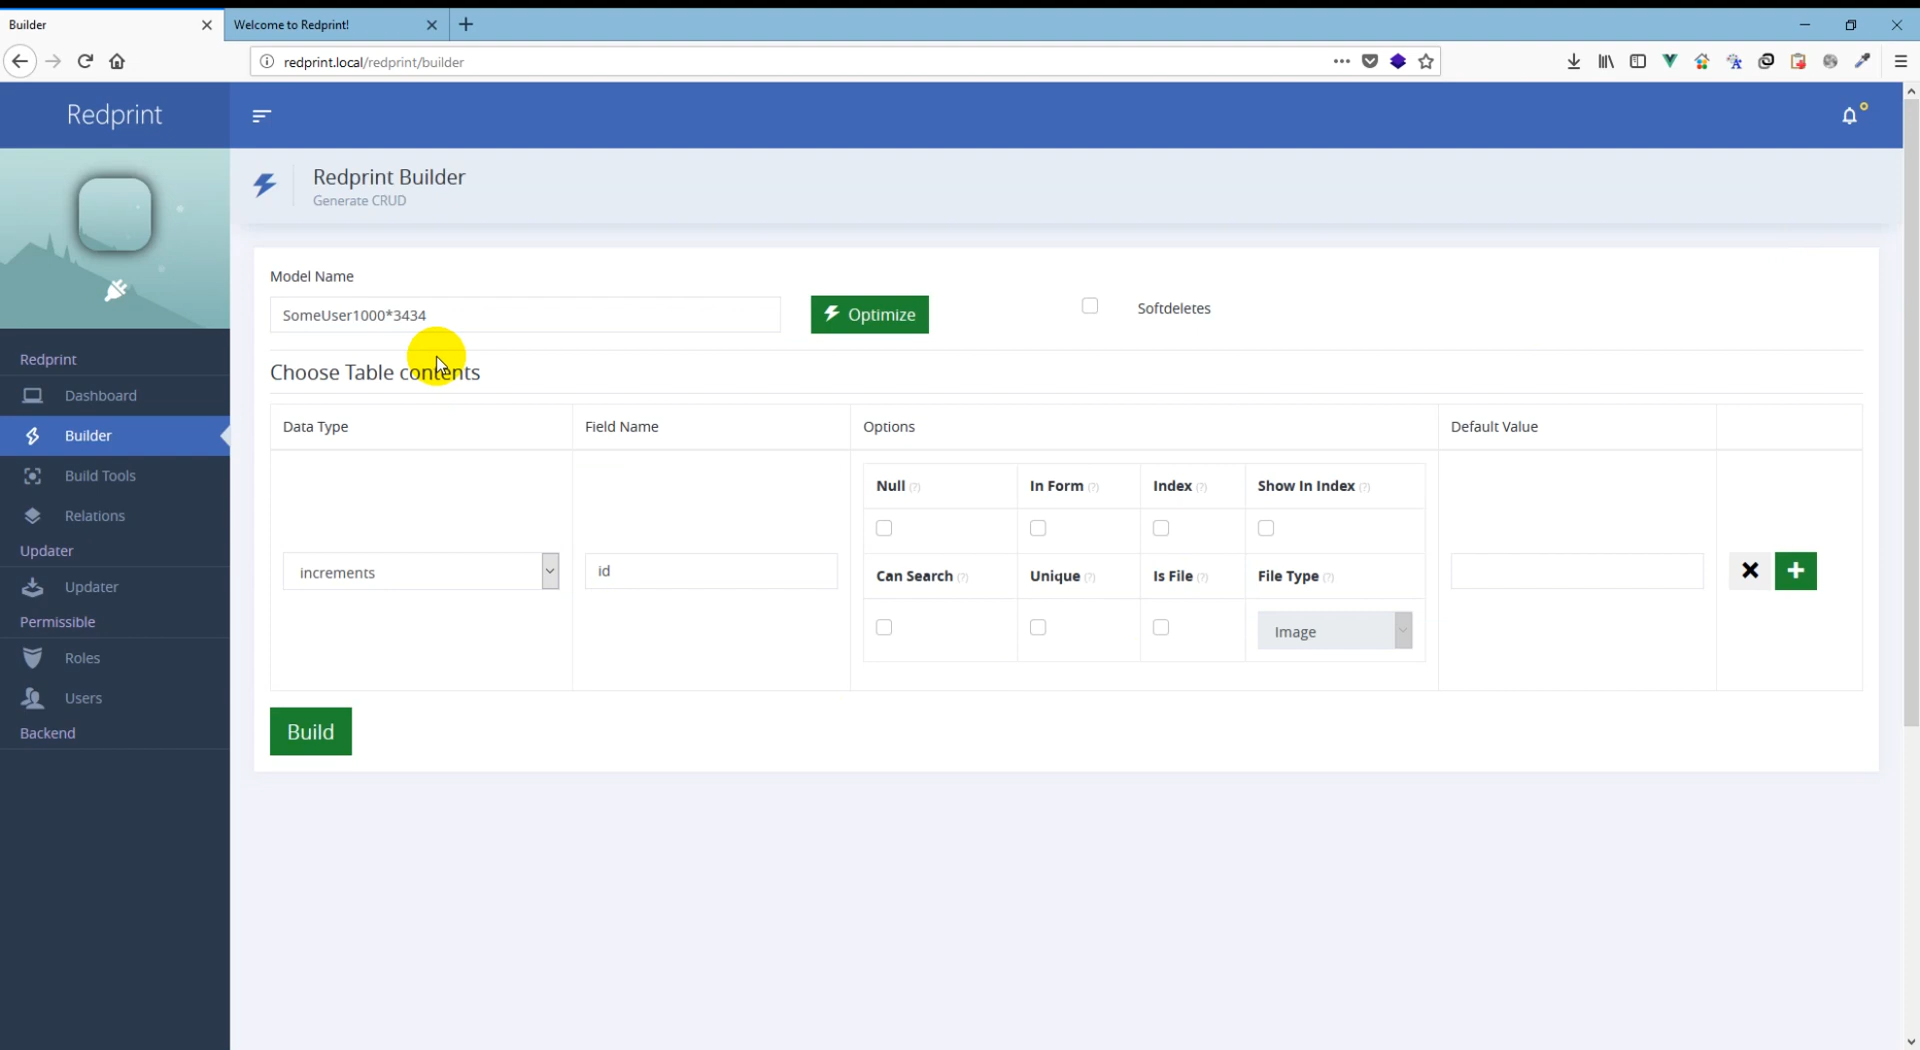 Builder
Welcome to Redprint!
redprint.local/redprint/builder
Redprint
Redprint Builder
Generate CRUD
Model Name
SomeUser1000*3434
Optimize
Softdeletes
Choose Table contents
Data Type Field Name Options Default Value
Null (?) In Form (?) Index (?) Show In Index (?)
increments
id
Can Search (?) Unique (?) Is File (?) File Type (?)
Image
Build
Redprint
Dashboard
Builder
Build Tools
Relations
Updater
Updater
Permissible
Roles
Users
Backend